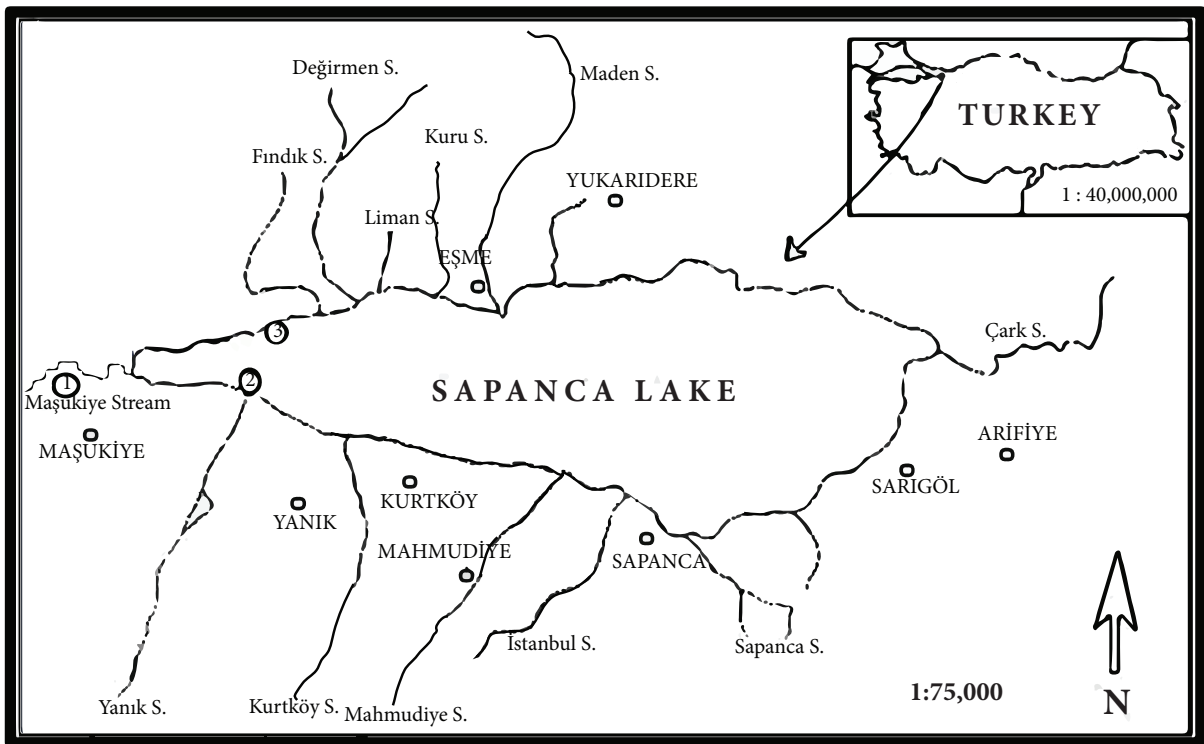 Değirmen S.
Maden S.
TURKEY
Kuru S.
Fındık S.
YUKARIDERE
1 : 40,000,000
Liman S.
EŞME
3
Çark S.
1
2
SAPANCA LAKE
Maşukiye Stream
MAŞUKİYE
ARİFİYE
SARIGÖL
KURTKÖY
YANIK
MAHMUDİYE
SAPANCA
İstanbul S.
Sapanca S.
1:75,000
N
Yanık S.
Kurtköy S.
Mahmudiye S.